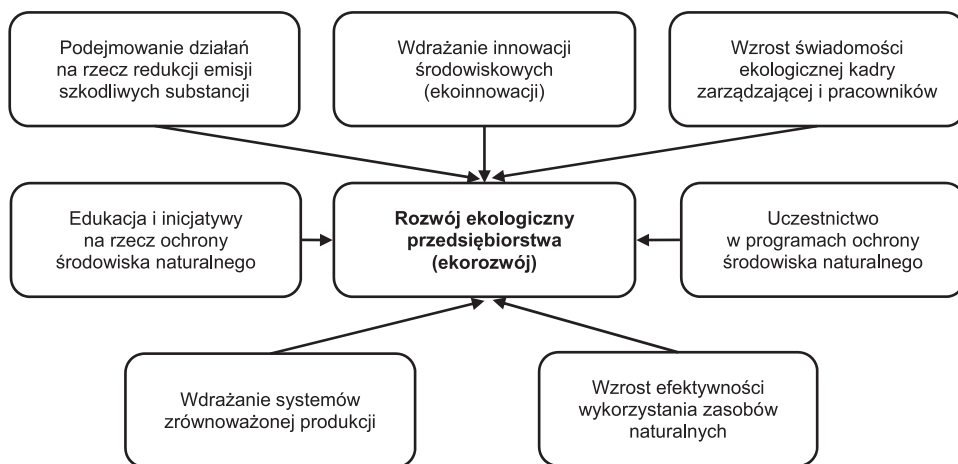 Podejmowanie działań
na rzecz redukcji emisji
szkodliwych substancji
Wdrażanie innowacji
środowiskowych
(ekoinnowacji)
Wzrost świadomości
ekologicznej kadry
zarządzającej i pracowników
Edukacja i inicjatywy
na rzecz ochrony
środowiska naturalnego
Rozwój ekologiczny
przedsiębiorstwa
(ekorozwój)
Uczestnictwo
w programach ochrony
środowiska naturalnego
Wdrażanie systemów
zrównoważonej produkcji
Wzrost efektywności
wykorzystania zasobów
naturalnych